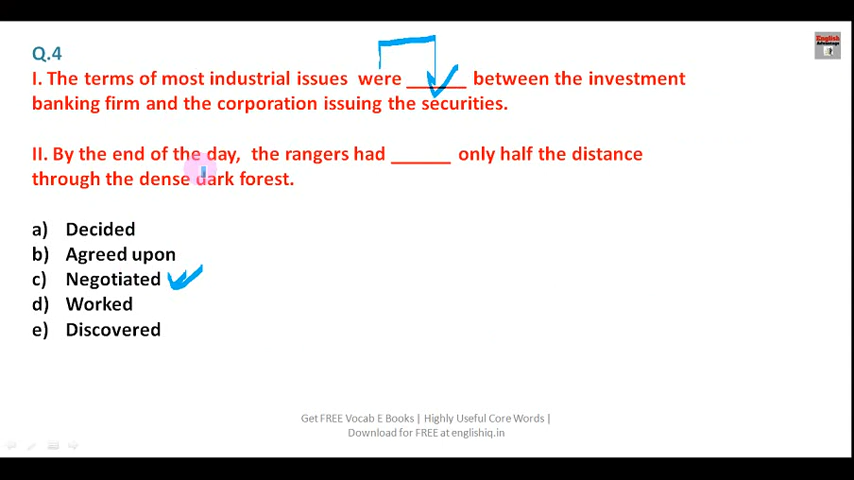 English
Advantage
Q.4
I. The terms of most industrial issues were ______ between the investment
banking firm and the corporation issuing the securities.
II. By the end of the day, the rangers had ______ only half the distance
through the dense dark forest.
a) Decided
b) Agreed upon
c) Negotiated
d) Worked
e) Discovered
Get FREE Vocab E Books | Highly Useful Core Words |
Download for FREE at englishiq.in